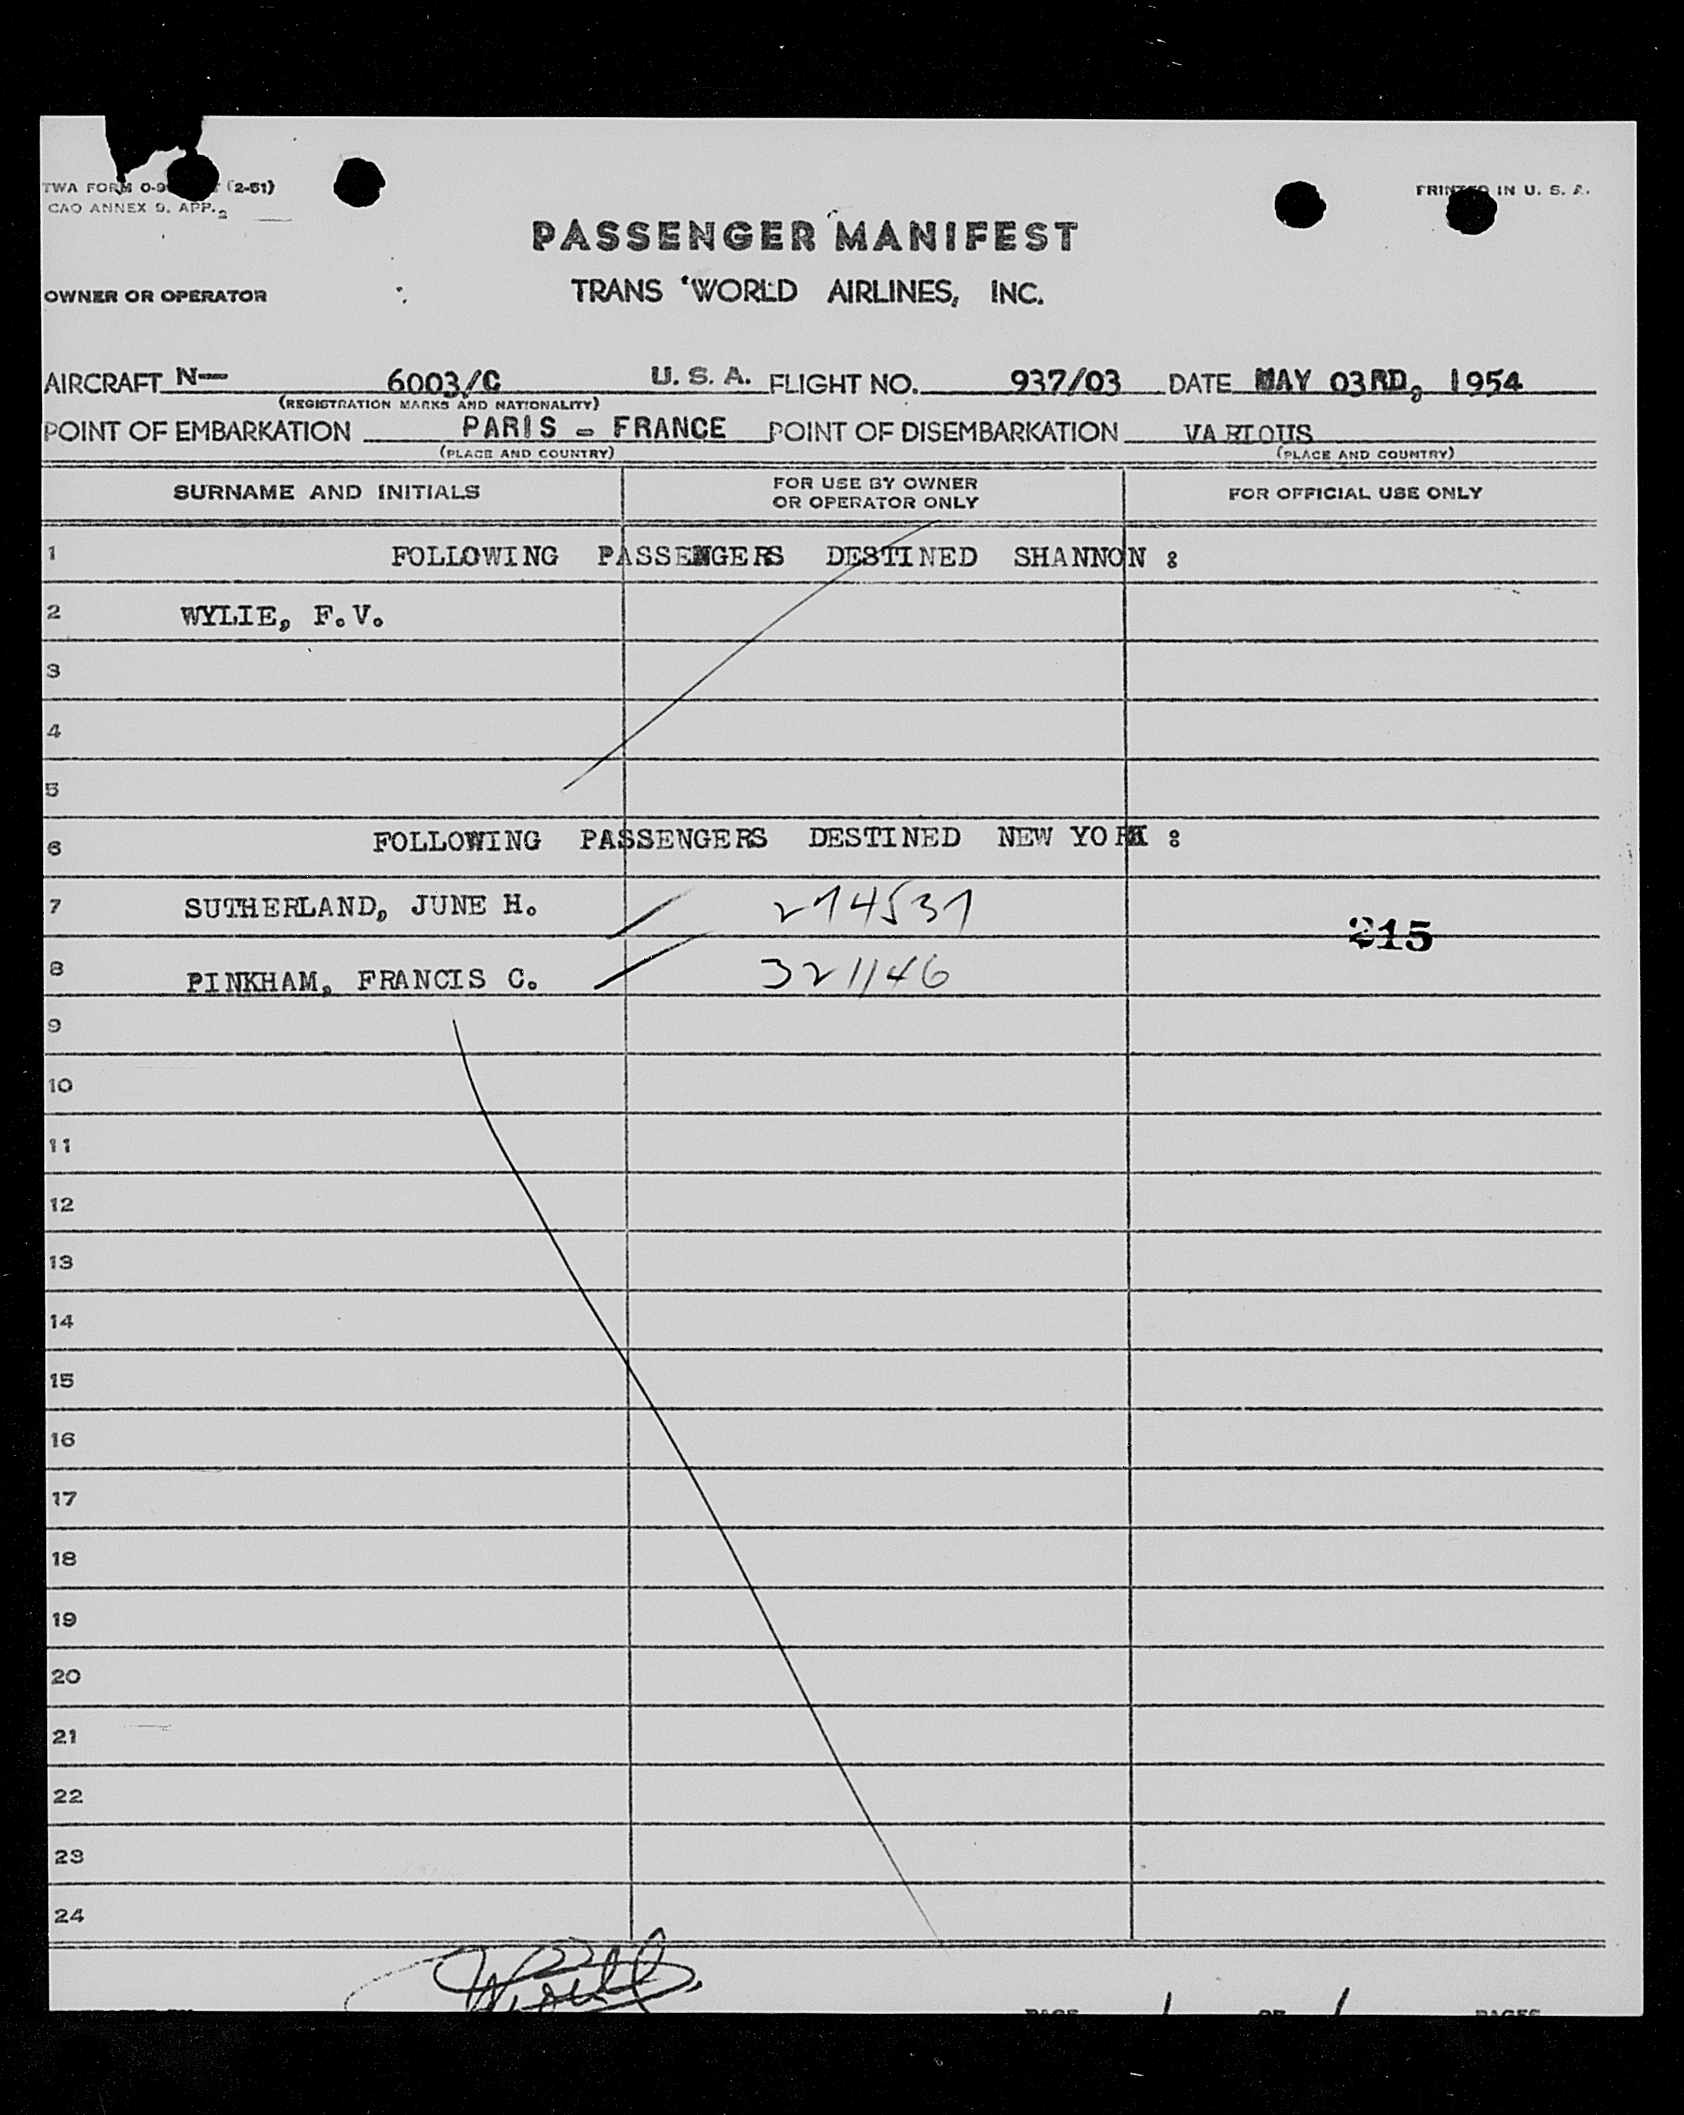 TWA FORM 0-9 (2-51)
CAO ANNEX 9, APP. 2
PRINTED IN U. S. A.
PASSENGER MANIFEST
OWNER OR OPERATOR TRANS WORLD AIRLINES, INC.
AIRCRAFT N— 6003/C U. S. A. FLIGHT NO. 937/03 DATE MAY 03RD, 1954
(REGISTRATION MARKS AND NATIONALITY)
POINT OF EMBARKATION PARIS - FRANCE POINT OF DISEMBARKATION VARIOUS
(PLACE AND COUNTRY) (PLACE AND COUNTRY)
SURNAME AND INITIALS FOR USE BY OWNER OR OPERATOR ONLY FOR OFFICIAL USE ONLY
1 FOLLOWING PASSENGERS DESTINED SHANNON :
2 WYLIE, F.V.
3
4
5
6 FOLLOWING PASSENGERS DESTINED NEW YORK :
7 SUTHERLAND, JUNE H. 274531
215
8 PINKHAM, FRANCIS C. 321146
9
10
11
12
13
14
15
16
17
18
19
20
21
22
23
24
PAGE 1 OF 1 PAGES